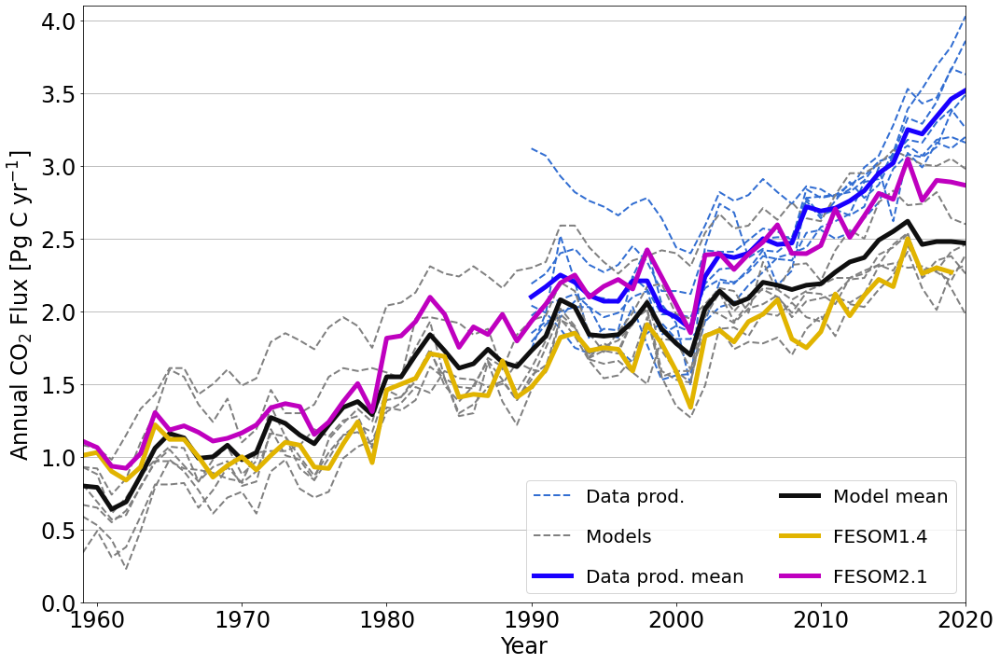 4.0
3.5
3.0
2.5
2.0
1.5
1.0
0.5
0.0
Annual CO₂ Flux [Pg C yr⁻¹]
1960 1970 1980 1990 2000 2010 2020
Year
Data prod.
Models
Data prod. mean
Model mean
FESOM1.4
FESOM2.1